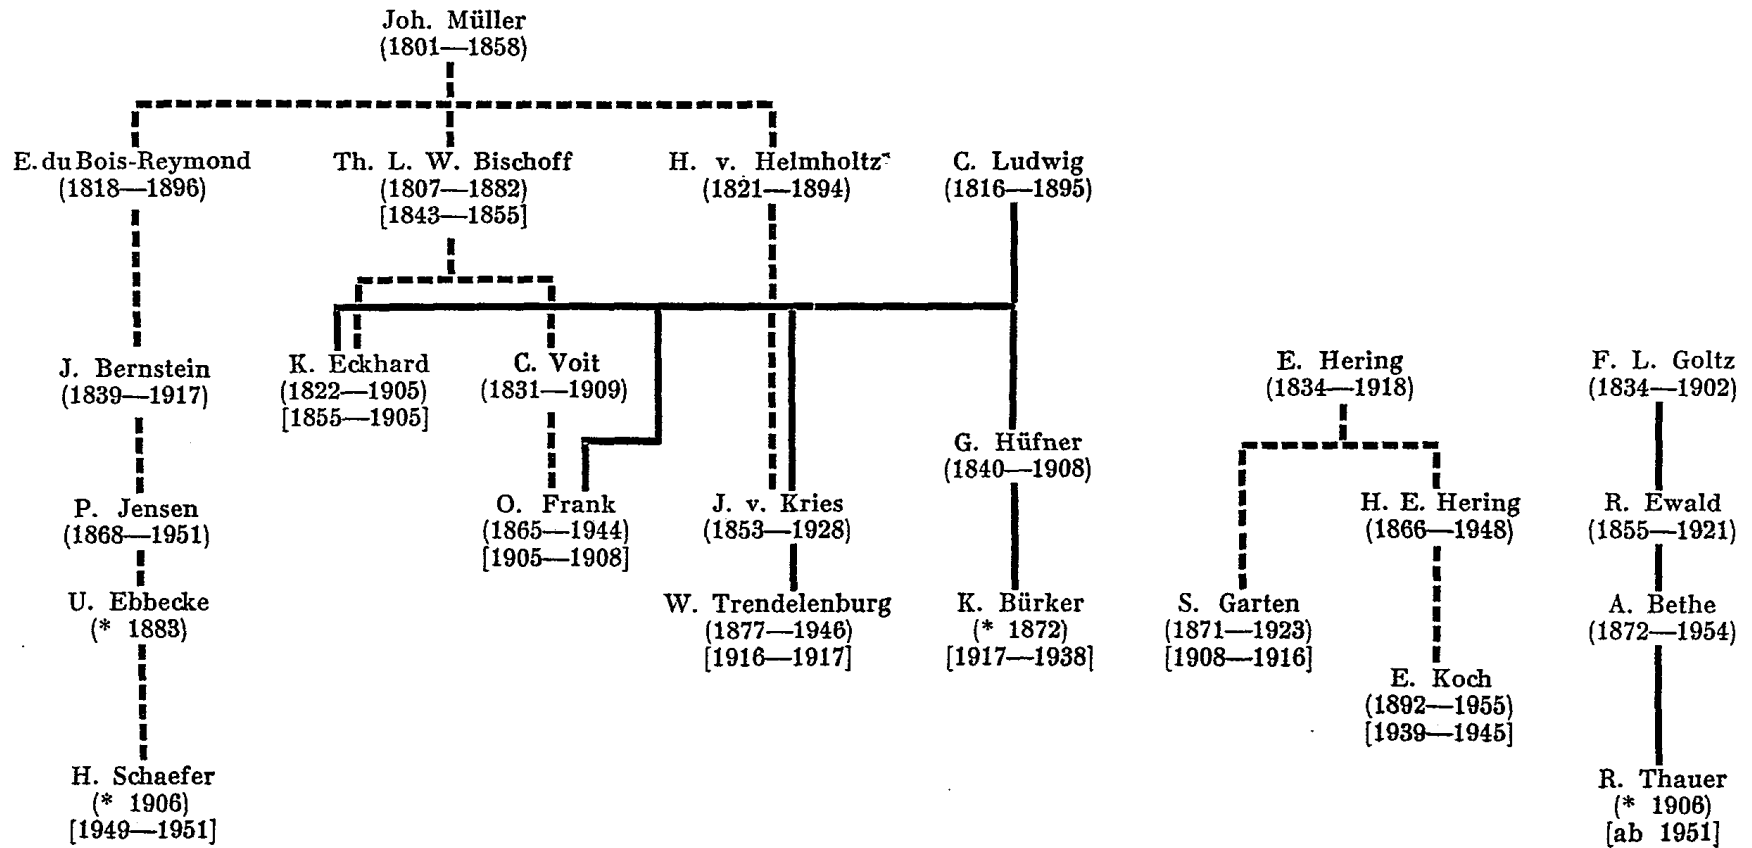 Joh. Müller
(1801—1858)
E. du Bois-Reymond
(1818—1896)
Th. L. W. Bischoff
(1807—1882)
[1843—1855]
H. v. Helmholtz
(1821—1894)
C. Ludwig
(1816—1895)
J. Bernstein
(1839—1917)
K. Eckhard
(1822—1905)
[1855—1905]
C. Voit
(1831—1909)
E. Hering
(1834—1918)
F. L. Goltz
(1834—1902)
G. Hüfner
(1840—1908)
P. Jensen
(1868—1951)
O. Frank
(1865—1944)
[1905—1908]
J. v. Kries
(1853—1928)
H. E. Hering
(1866—1948)
R. Ewald
(1855—1921)
U. Ebbecke
(* 1883)
W. Trendelenburg
(1877—1946)
[1916—1917]
K. Bürker
(* 1872)
[1917—1938]
S. Garten
(1871—1923)
[1908—1916]
A. Bethe
(1872—1954)
E. Koch
(1892—1955)
[1939—1945]
H. Schaefer
(* 1906)
[1949—1951]
R. Thauer
(* 1906)
[ab 1951]